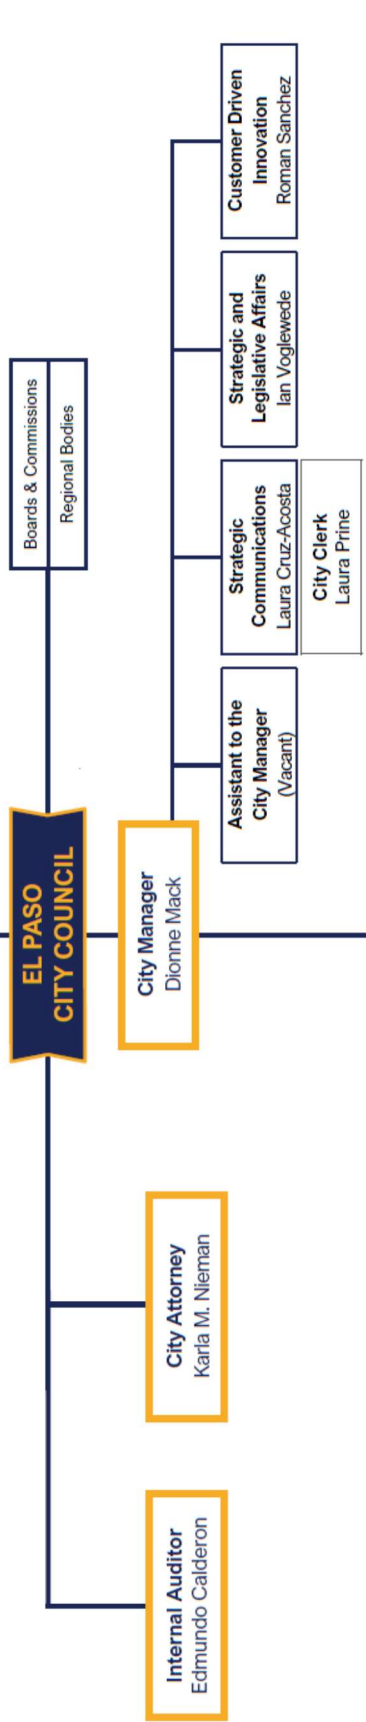 EL PASO
CITY COUNCIL
Boards & Commissions
Regional Bodies
Internal Auditor
Edmundo Calderon
City Attorney
Karla M. Nieman
City Manager
Dionne Mack
Assistant to the
City Manager
(Vacant)
Strategic
Communications
Laura Cruz-Acosta
City Clerk
Laura Prine
Strategic and
Legislative Affairs
Ian Voglewede
Customer Driven
Innovation
Roman Sanchez